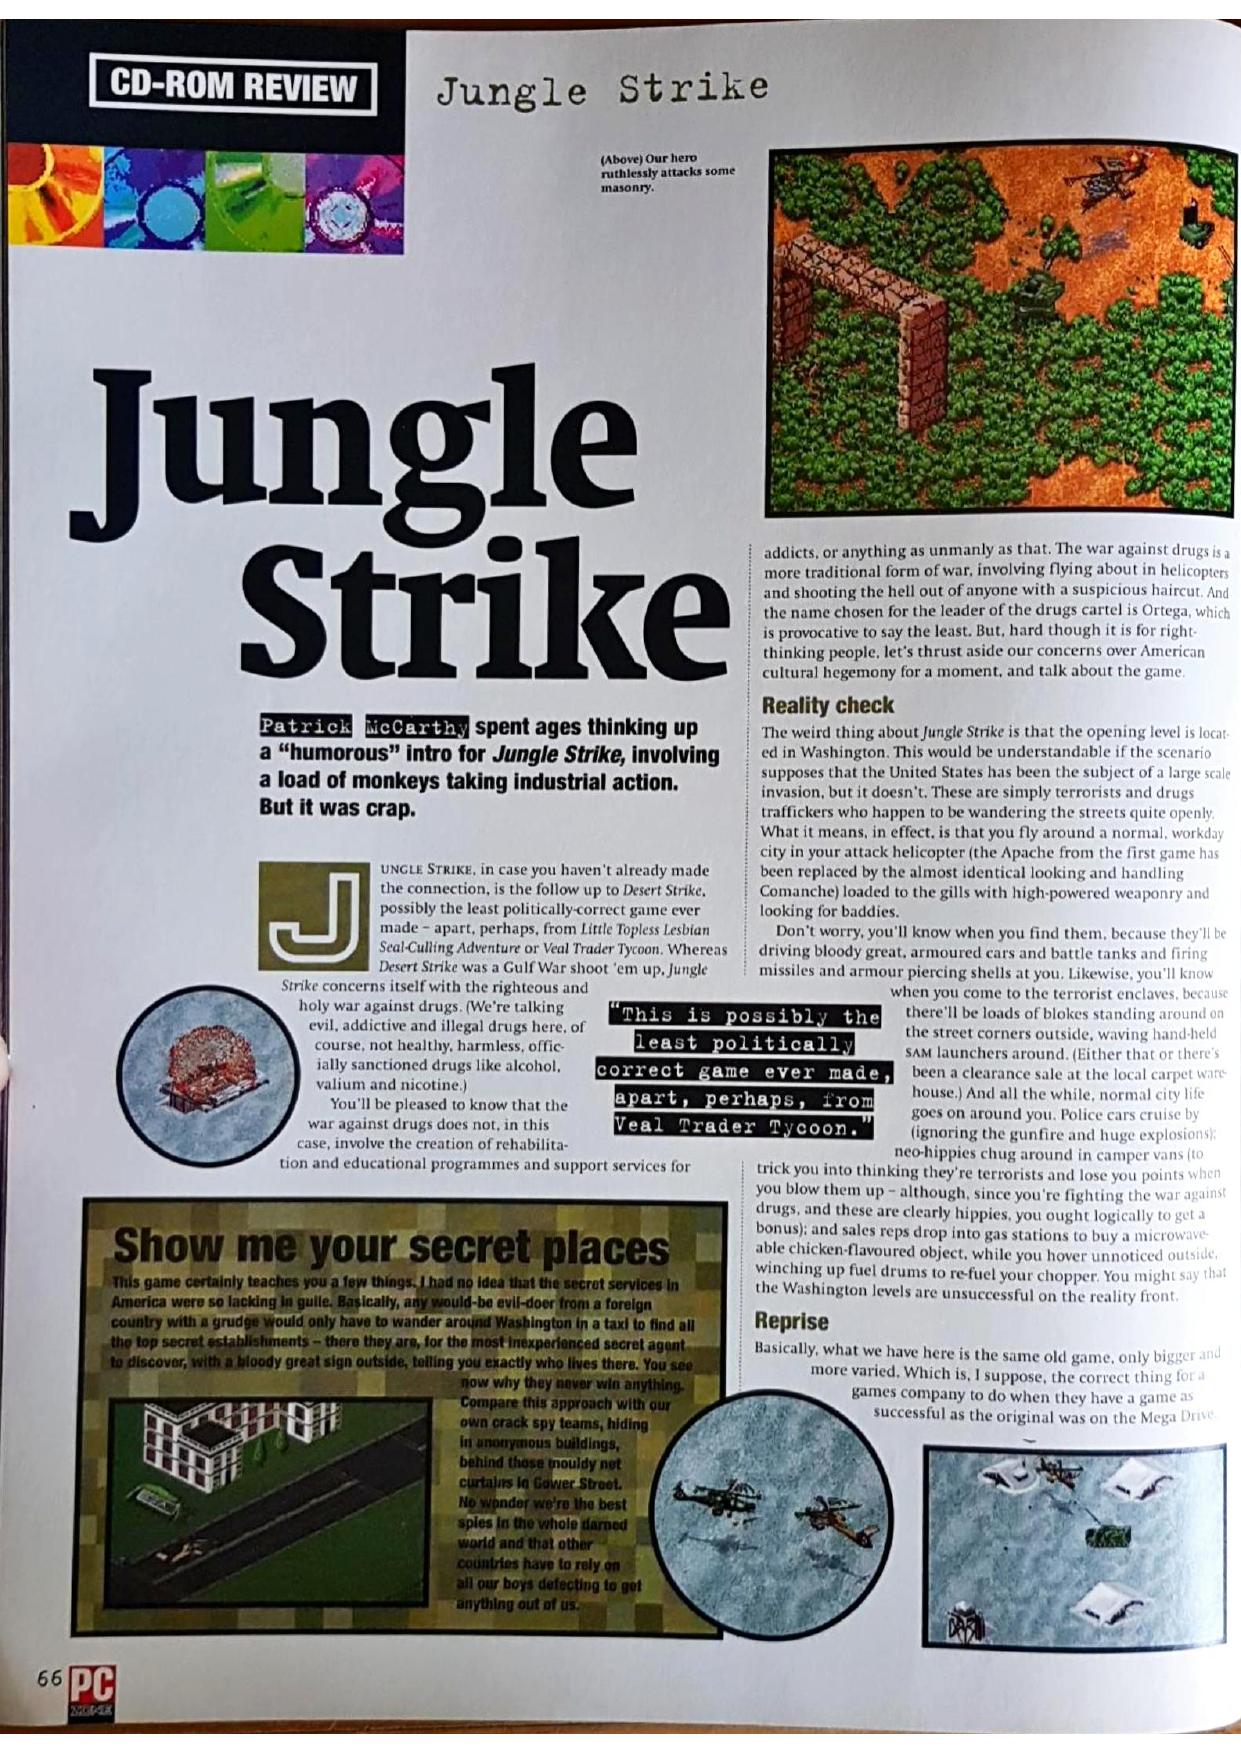 CD-ROM REVIEW
Jungle Strike
(Above) Our hero
ruthlessly attacks some
masonry.
Jungle
Strike
Patrick McCarthy spent ages thinking up
a “humorous” intro for Jungle Strike, involving
a load of monkeys taking industrial action.
But it was crap.
JUNGLE STRIKE, in case you haven't already made
the connection, is the follow up to Desert Strike,
possibly the least politically-correct game ever
made – apart, perhaps, from Little Topless Lesbian
Seal-Culling Adventure or Veal Trader Tycoon. Whereas
Desert Strike was a Gulf War shoot 'em up, Jungle
Strike concerns itself with the righteous and
holy war against drugs. (We're talking
evil, addictive and illegal drugs here, of
course, not healthy, harmless, offic-
ially sanctioned drugs like alcohol,
valium and nicotine.)
You'll be pleased to know that the
war against drugs does not, in this
case, involve the creation of rehabilita-
tion and educational programmes and support services for
"This is possibly the
least politically
correct game ever made,
apart, perhaps, from
Veal Trader Tycoon."
addicts, or anything as unmanly as that. The war against drugs is a
more traditional form of war, involving flying about in helicopters
and shooting the hell out of anyone with a suspicious haircut. And
the name chosen for the leader of the drugs cartel is Ortega, which
is provocative to say the least. But, hard though it is for right-
thinking people, let's thrust aside our concerns over American
cultural hegemony for a moment, and talk about the game.
Reality check
The weird thing about Jungle Strike is that the opening level is locat-
ed in Washington. This would be understandable if the scenario
supposes that the United States has been the subject of a large scale
invasion, but it doesn't. These are simply terrorists and drugs
traffickers who happen to be wandering the streets quite openly.
What it means, in effect, is that you fly around a normal, workday
city in your attack helicopter (the Apache from the first game has
been replaced by the almost identical looking and handling
Comanche) loaded to the gills with high-powered weaponry and
looking for baddies.
Don't worry, you'll know when you find them, because they'll be
driving bloody great, armoured cars and battle tanks and firing
missiles and armour piercing shells at you. Likewise, you'll know
when you come to the terrorist enclaves, because
there'll be loads of blokes standing around on
the street corners outside, waving hand-held
SAM launchers around. (Either that or there's
been a clearance sale at the local carpet ware-
house.) And all the while, normal city life
goes on around you. Police cars cruise by
(ignoring the gunfire and huge explosions);
neo-hippies chug around in camper vans (to
trick you into thinking they're terrorists and lose you points when
you blow them up – although, since you're fighting the war against
drugs, and these are clearly hippies, you ought logically to get a
bonus); and sales reps drop into gas stations to buy a microwave-
able chicken-flavoured object, while you hover unnoticed outside,
winching up fuel drums to re-fuel your chopper. You might say that
the Washington levels are unsuccessful on the reality front.
Reprise
Basically, what we have here is the same old game, only bigger and
more varied. Which is, I suppose, the correct thing for a
games company to do when they have a game as
successful as the original was on the Mega Drive.
Show me your secret places
This game certainly teaches you a few things. I had no idea that the secret services in
America were so lacking in guile. Basically, any would-be evil-doer from a foreign
country with a grudge would only have to wander around Washington in a taxi to find all
the top secret establishments – there they are, for the most inexperienced secret agent
to discover, with a bloody great sign outside, telling you exactly who lives there. You see
now why they never win anything.
Compare this approach with our
own crack spy teams, hiding
in anonymous buildings,
behind those mouldy net
curtains in Gower Street.
No wonder we're the best
spies in the whole darned
world and that other
countries have to rely on
all our boys defecting to get
anything out of us.
66 PC
ZONE